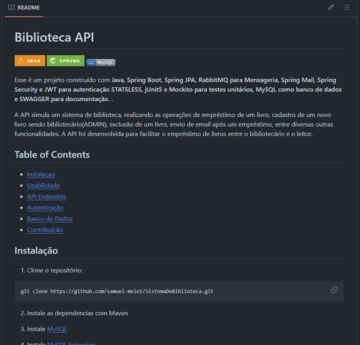 README
Biblioteca API
JAVA SPRING MySQL
Esse é um projeto construído com Java, Spring Boot, Spring JPA, RabbitMQ para Mensageria, Spring Mail, Spring
Security e JWT para autenticação STATELESS, jUnit5 e Mockito para testes unitários, MySQL como banco de dados
e SWAGGER para documentação. .
A API simula um sistema de biblioteca, realizando as operações de empréstimo de um livro, cadastro de um novo
livro sendo bibliotecário(ADMIN), exclusão de um livro, envio de email após um empréstimo, entre diversas outras
funcionalidades. A API foi desenvolvida para facilitar o empréstimo de livros entre o bibliotecário e o leitor.
Table of Contents
Instalaçao
Usabilidade
API Endpoints
Autenticação
Banco de Dados
Contribuição
Instalação
1. Clone o repositório:
git clone https://github.com/samuel-melo1/SistemaDeBiblioteca.git
2. Instale as dependencias com Maven
3. Instale MySQL
4. Instale MySQL